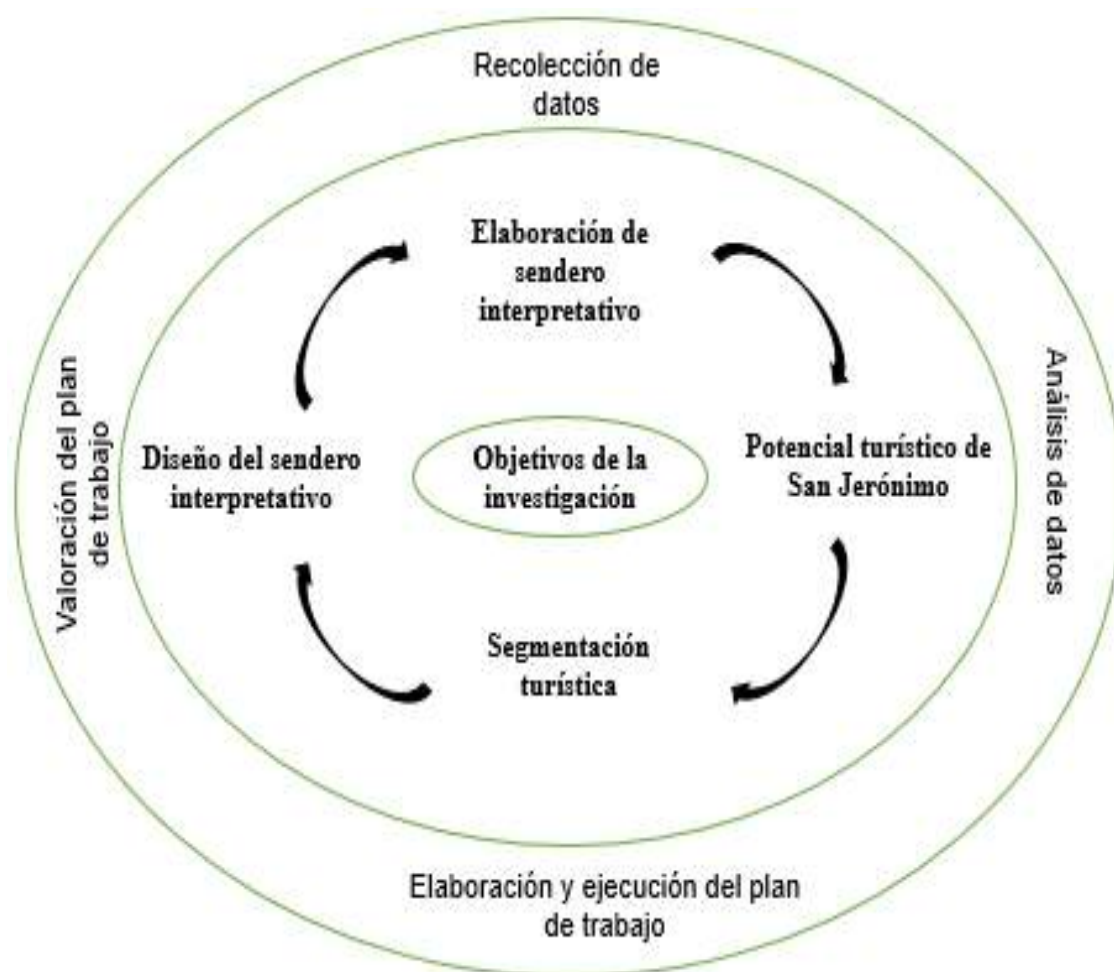 Recolección de
datos
Elaboración de
sendero
interpretativo
Valoración del plan
de trabajo
Diseño del sendero
interpretativo
Objetivos de la
investigación
Potencial turístico de
San Jerónimo
Análisis de datos
Segmentación
turística
Elaboración y ejecución del plan
de trabajo